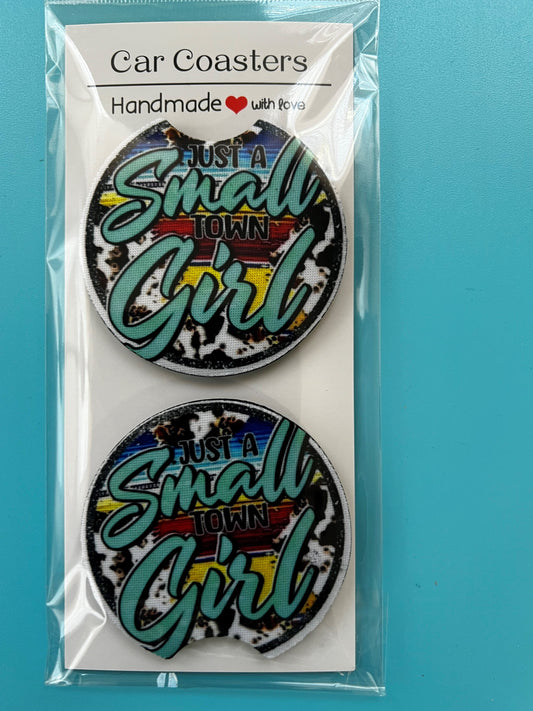 Car Coasters
Handmade with love
JUST A
Small
TOWN
Girl
JUST A
Small
TOWN
Girl